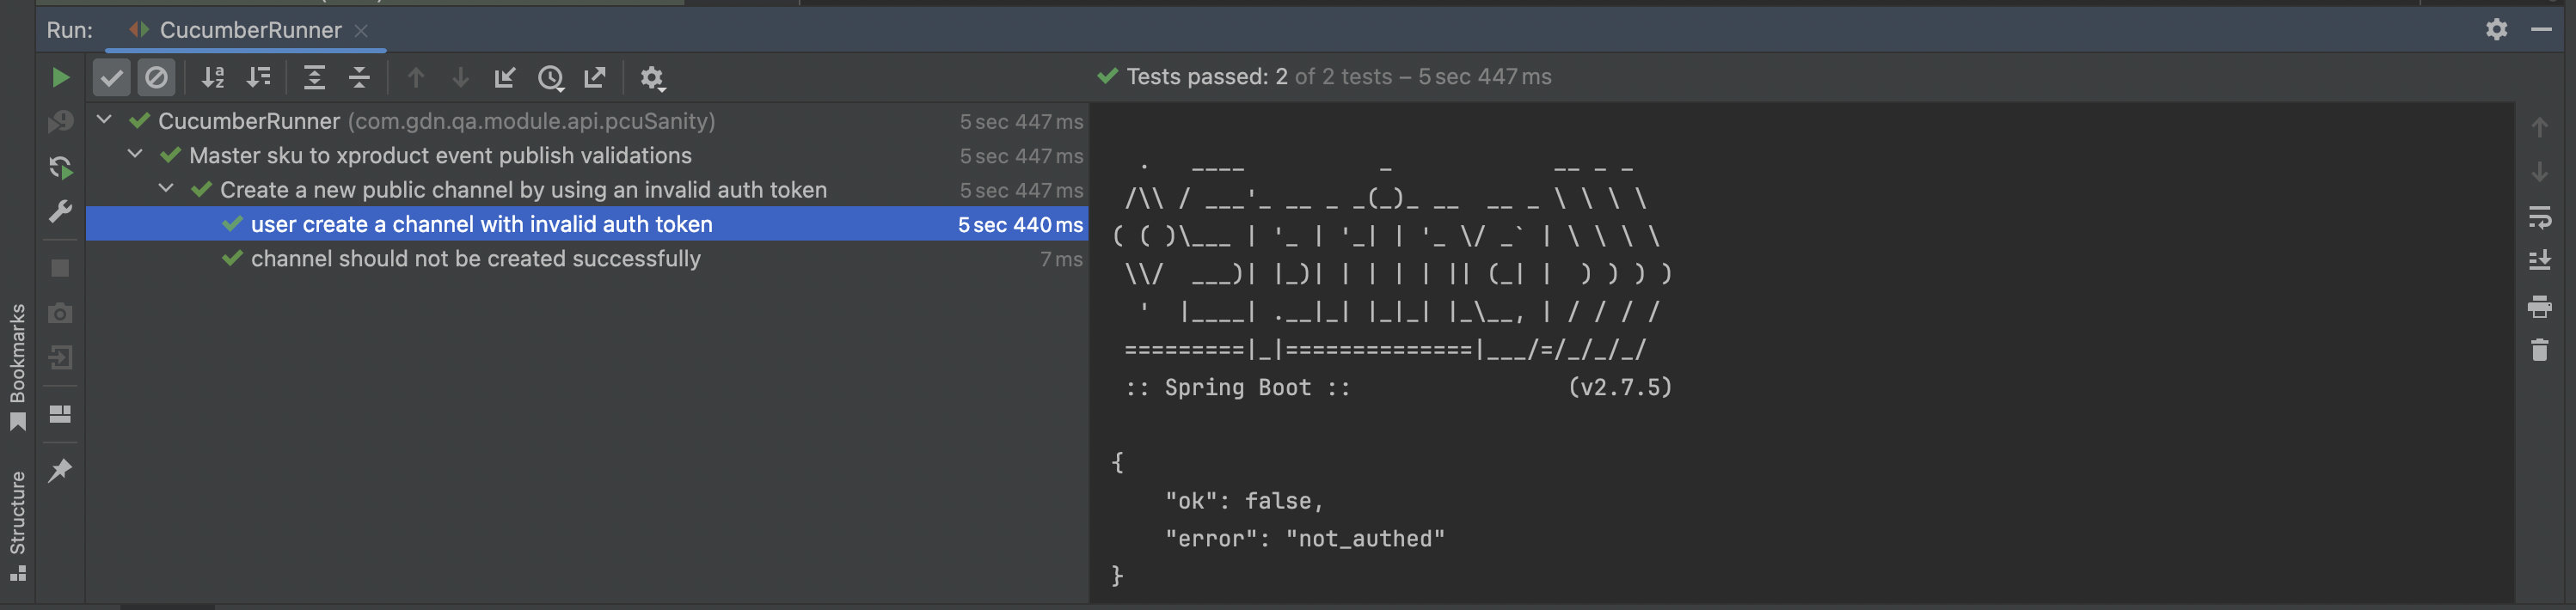 Run: CucumberRunner
Tests passed: 2 of 2 tests – 5 sec 447 ms
CucumberRunner (com.gdn.qa.module.api.pcuSanity) 5 sec 447 ms
Master sku to xproduct event publish validations 5 sec 447 ms
Create a new public channel by using an invalid auth token 5 sec 447 ms
user create a channel with invalid auth token 5 sec 440 ms
channel should not be created successfully 7 ms
Bookmarks
Structure
  .   ____          _            __ _ _
 /\\ / ___'_ __ _ _(_)_ __  __ _ \ \ \ \
( ( )\___ | '_ | '_| | '_ \/ _` | \ \ \ \
 \\/  ___)| |_)| | | | | || (_| |  ) ) ) )
  '  |____| .__|_| |_|_| |_\__, | / / / /
 =========|_|==============|___/=/_/_/_/
 :: Spring Boot ::                (v2.7.5)
{
    "ok": false,
    "error": "not_authed"
}